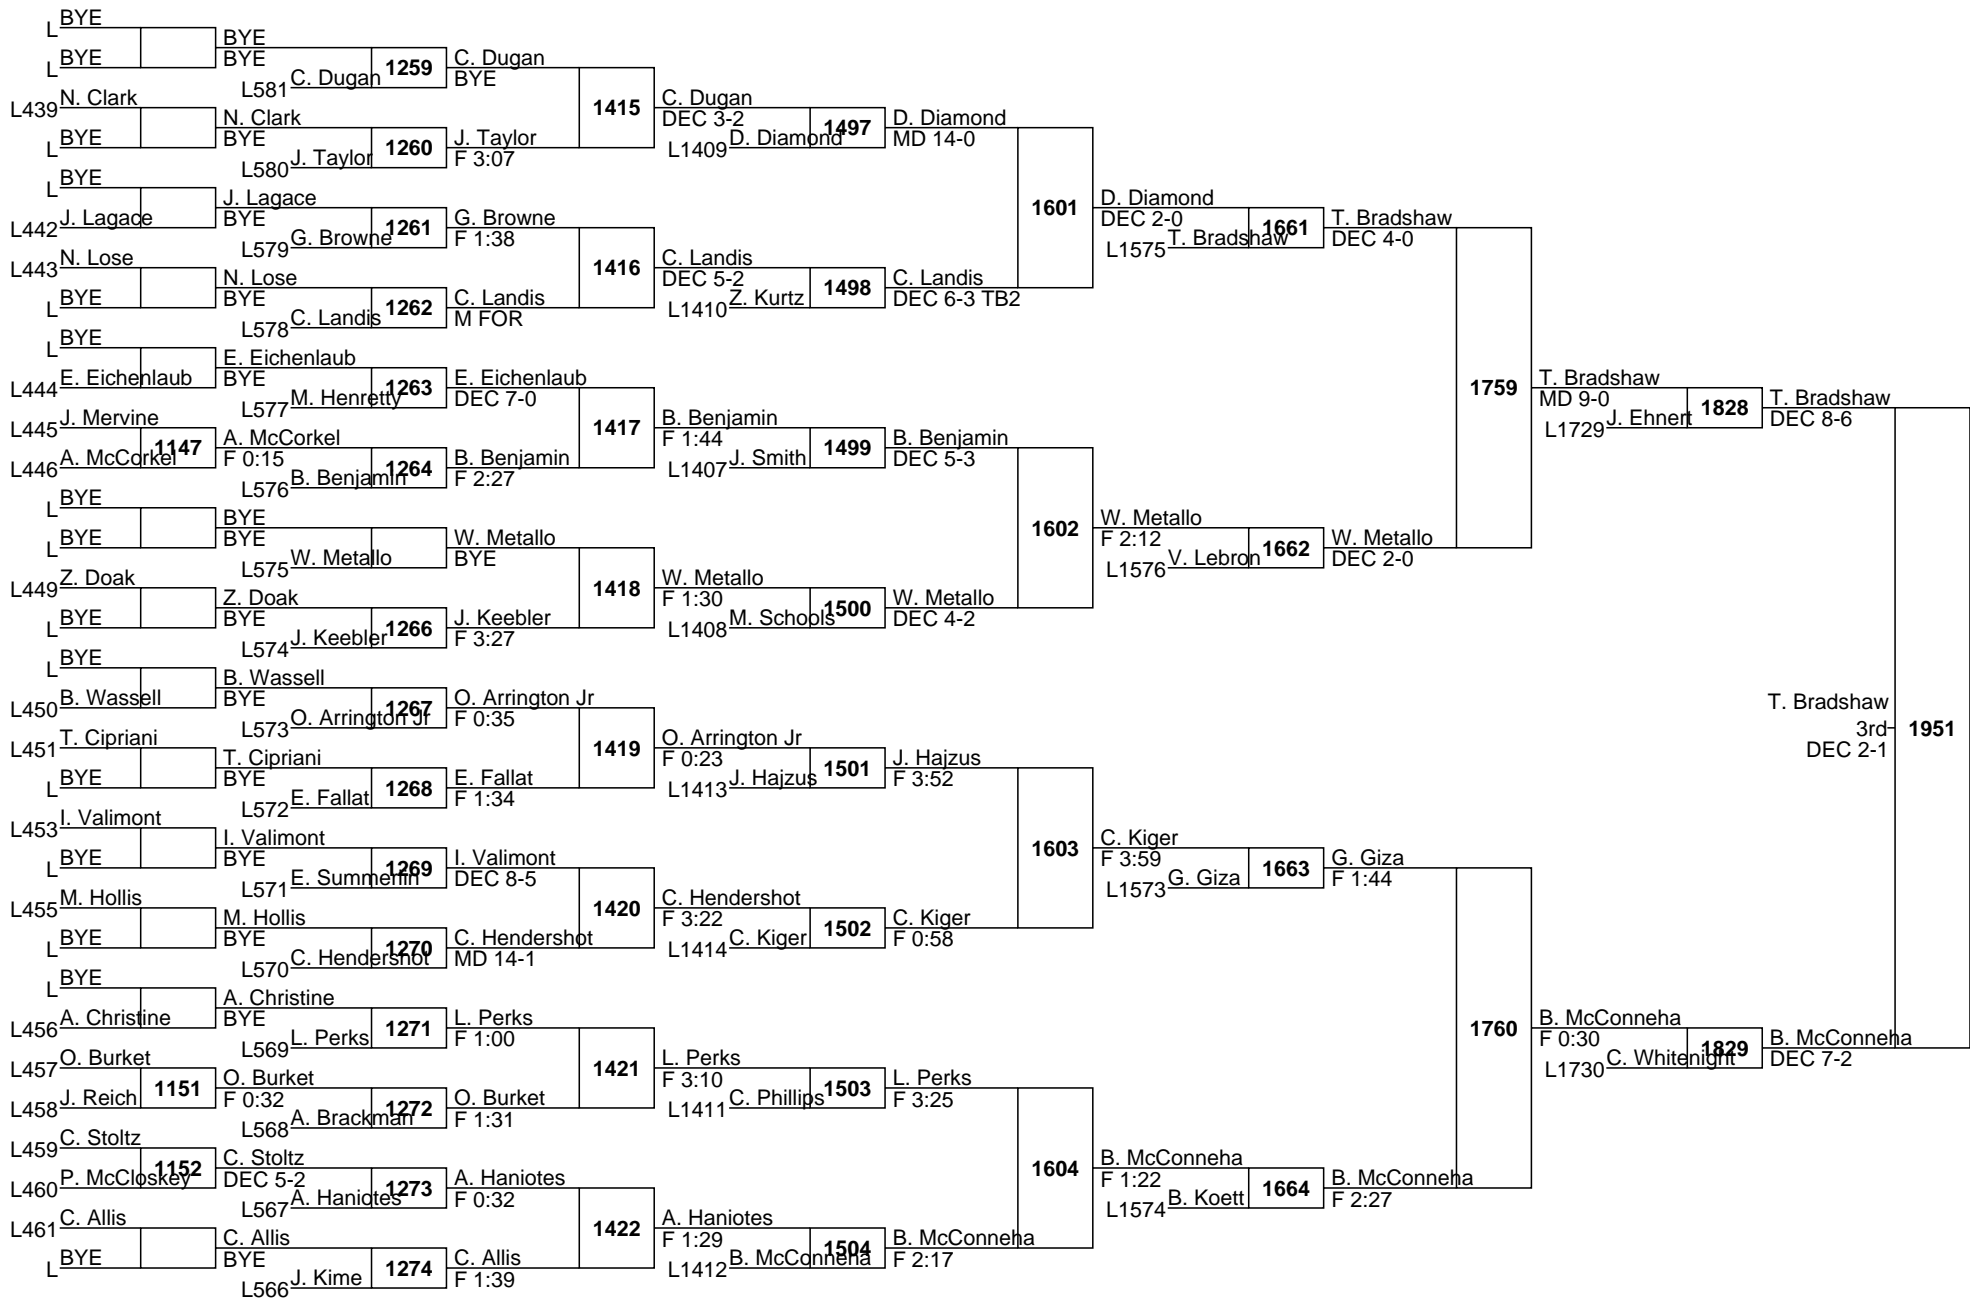 BYE
L
BYE
L
BYE
BYE
L581 C. Dugan
1259
C. Dugan
BYE
L439 N. Clark
BYE
L
N. Clark
BYE
L580 J. Taylor
1260
J. Taylor
F 3:07
1415
C. Dugan
DEC 3-2
L1409 D. Diamond
1497
D. Diamond
MD 14-0
BYE
L
L442 J. Lagace
J. Lagace
BYE
L579 G. Browne
1261
G. Browne
F 1:38
L443 N. Lose
BYE
L
N. Lose
BYE
L578 C. Landis
1262
C. Landis
M FOR
1416
C. Landis
DEC 5-2
L1410 Z. Kurtz
1498
C. Landis
DEC 6-3 TB2
1601
D. Diamond
DEC 2-0
L1575 T. Bradshaw
1661
T. Bradshaw
DEC 4-0
BYE
L
L444 E. Eichenlaub
E. Eichenlaub
BYE
L577 M. Henretty
1263
E. Eichenlaub
DEC 7-0
L445 J. Mervine
L446 A. McCorkel
1147
A. McCorkel
F 0:15
L576 B. Benjamin
1264
B. Benjamin
F 2:27
1417
B. Benjamin
F 1:44
L1407 J. Smith
1499
B. Benjamin
DEC 5-3
BYE
L
BYE
L
BYE
BYE
L575 W. Metallo
W. Metallo
BYE
L449 Z. Doak
BYE
L
Z. Doak
BYE
L574 J. Keebler
1266
J. Keebler
F 3:27
1418
W. Metallo
F 1:30
L1408 M. Schools
1500
W. Metallo
DEC 4-2
1602
W. Metallo
F 2:12
L1576 V. Lebron
1662
W. Metallo
DEC 2-0
1759
T. Bradshaw
MD 9-0
L1729 J. Ehnert
1828
T. Bradshaw
DEC 8-6
BYE
L
L450 B. Wassell
B. Wassell
BYE
L573 O. Arrington Jr
1267
O. Arrington Jr
F 0:35
L451 T. Cipriani
BYE
L
T. Cipriani
BYE
L572 E. Fallat
1268
E. Fallat
F 1:34
1419
O. Arrington Jr
F 0:23
L1413 J. Hajzus
1501
J. Hajzus
F 3:52
L453 I. Valimont
BYE
L
I. Valimont
BYE
L571 E. Summerlin
1269
I. Valimont
DEC 8-5
L455 M. Hollis
BYE
L
M. Hollis
BYE
L570 C. Hendershot
1270
C. Hendershot
MD 14-1
1420
C. Hendershot
F 3:22
L1414 C. Kiger
1502
C. Kiger
F 0:58
1603
C. Kiger
F 3:59
L1573 G. Giza
1663
G. Giza
F 1:44
BYE
L
L456 A. Christine
A. Christine
BYE
L569 L. Perks
1271
L. Perks
F 1:00
L457 O. Burket
L458 J. Reich
1151
O. Burket
F 0:32
L568 A. Brackman
1272
O. Burket
F 1:31
1421
L. Perks
F 3:10
L1411 C. Phillips
1503
L. Perks
F 3:25
L459 C. Stoltz
L460 P. McCloskey
1152
C. Stoltz
DEC 5-2
L567 A. Haniotes
1273
A. Haniotes
F 0:32
L461 C. Allis
BYE
L
C. Allis
BYE
L566 J. Kime
1274
C. Allis
F 1:39
1422
A. Haniotes
F 1:29
L1412 B. McConneha
1504
B. McConneha
F 2:17
1604
B. McConneha
F 1:22
L1574 B. Koett
1664
B. McConneha
F 2:27
1760
B. McConneha
F 0:30
L1730 C. Whitenight
1829
B. McConneha
DEC 7-2
T. Bradshaw
3rd
DEC 2-1
1951